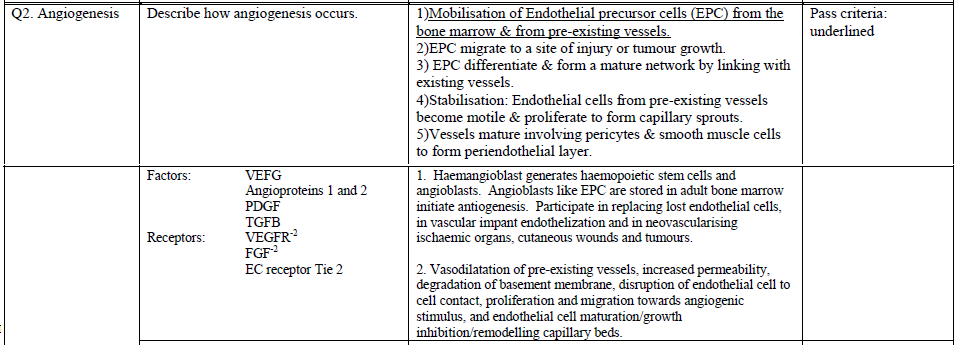 Q2. Angiogenesis
Describe how angiogenesis occurs.
1)Mobilisation of Endothelial precursor cells (EPC) from the
bone marrow & from pre-existing vessels.
2)EPC migrate to a site of injury or tumour growth.
3) EPC differentiate & form a mature network by linking with
existing vessels.
4)Stabilisation: Endothelial cells from pre-existing vessels
become motile & proliferate to form capillary sprouts.
5)Vessels mature involving pericytes & smooth muscle cells
to form periendothelial layer.
Pass criteria:
underlined
Factors: VEFG
Angioproteins 1 and 2
PDGF
TGFB
Receptors: VEGFR-2
FGF-2
EC receptor Tie 2
1. Haemangioblast generates haemopoietic stem cells and
angioblasts. Angioblasts like EPC are stored in adult bone marrow
initiate antiogenesis. Participate in replacing lost endothelial cells,
in vascular impant endothelization and in neovascularising
ischaemic organs, cutaneous wounds and tumours.
2. Vasodilatation of pre-existing vessels, increased permeability,
degradation of basement membrane, disruption of endothelial cell to
cell contact, proliferation and migration towards angiogenic
stimulus, and endothelial cell maturation/growth
inhibition/remodelling capillary beds.